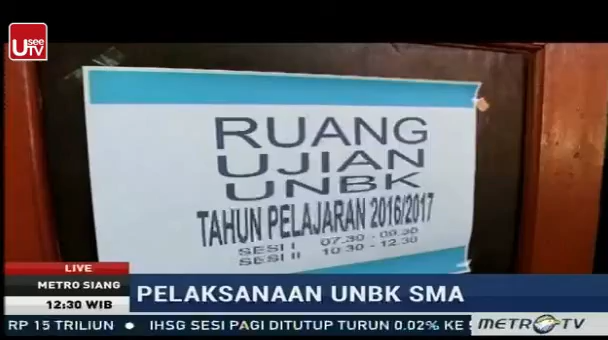 Usee
TV
RUANG
UJIAN
UNBK
TAHUN PELAJARAN 2016/2017
SESI I 07.30 - 09.30
SESI II 10.30 - 12.30
LIVE
METRO SIANG
12:30 WIB
PELAKSANAAN UNBK SMA
RP 15 TRILIUN ● IHSG SESI PAGI DITUTUP TURUN 0.02% KE
METRO TV